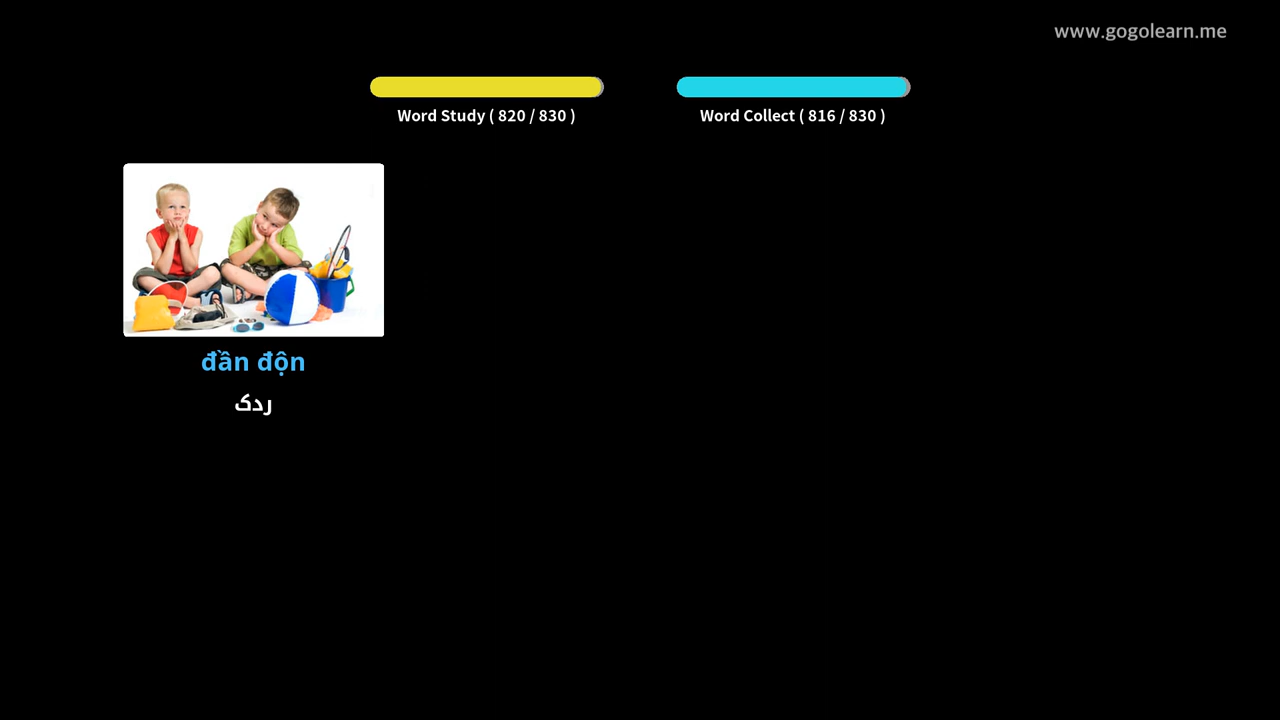 www.gogolearn.me
Word Study ( 820 / 830 )
Word Collect ( 816 / 830 )
đần độn
ردک